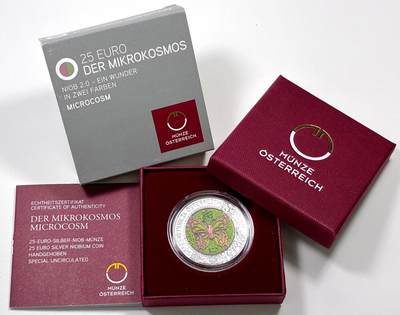 25 EURO
DER MIKROKOSMOS
NIOB 2.0 – EIN WUNDER
IN ZWEI FARBEN
MICROCOSM
MÜNZE
ÖSTERREICH
MÜNZE
ÖSTERREICH
ECHTHEITSZERTIFIKAT
CERTIFICATE OF AUTHENTICITY
DER MIKROKOSMOS
MICROCOSM
25-EURO-SILBER-NIOB-MÜNZE
25 EURO SILVER NIOBIUM COIN
HANDGEHOBEN
SPECIAL UNCIRCULATED
MÜNZE
ÖSTERREICH